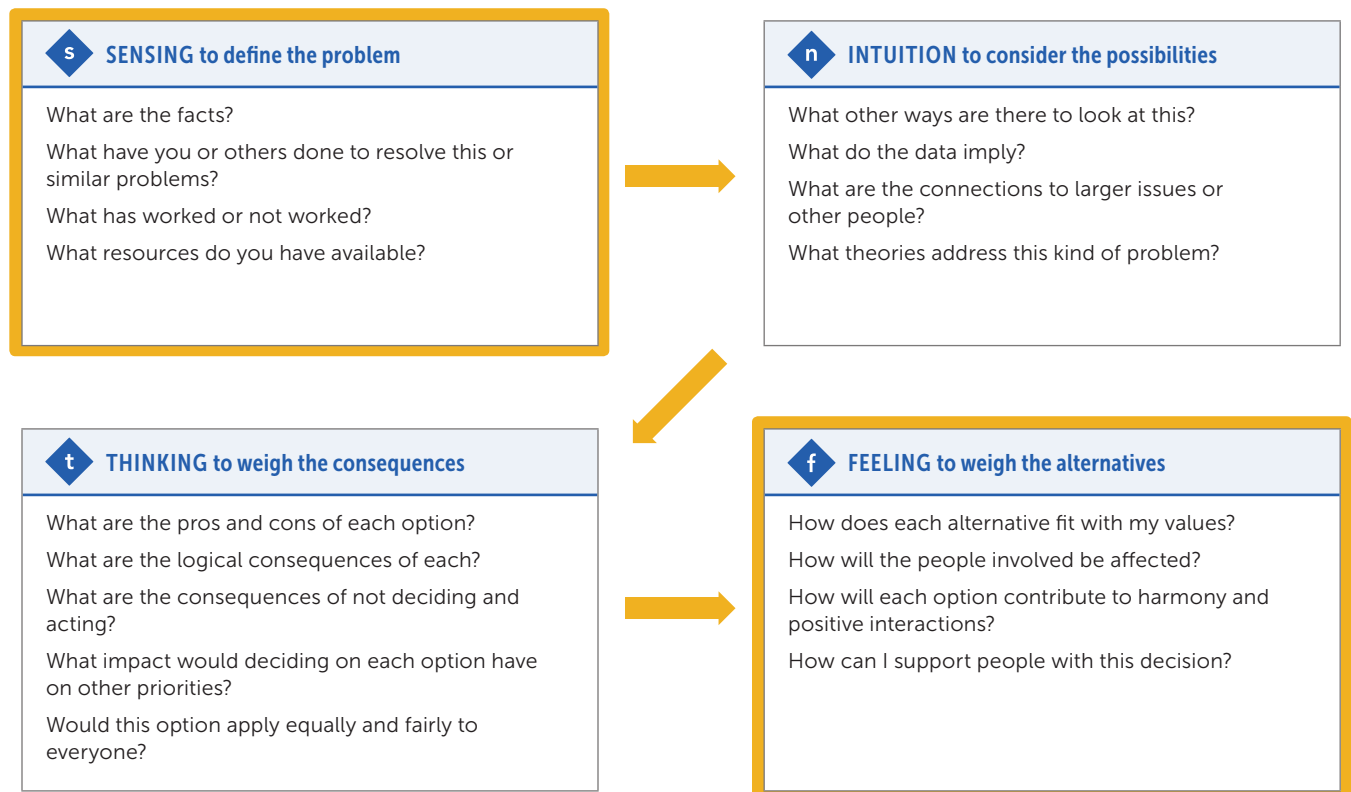 s SENSING to define the problem
What are the facts?
What have you or others done to resolve this or
similar problems?
What has worked or not worked?
What resources do you have available?
n INTUITION to consider the possibilities
What other ways are there to look at this?
What do the data imply?
What are the connections to larger issues or
other people?
What theories address this kind of problem?
t THINKING to weigh the consequences
What are the pros and cons of each option?
What are the logical consequences of each?
What are the consequences of not deciding and
acting?
What impact would deciding on each option have
on other priorities?
Would this option apply equally and fairly to
everyone?
f FEELING to weigh the alternatives
How does each alternative fit with my values?
How will the people involved be affected?
How will each option contribute to harmony and
positive interactions?
How can I support people with this decision?